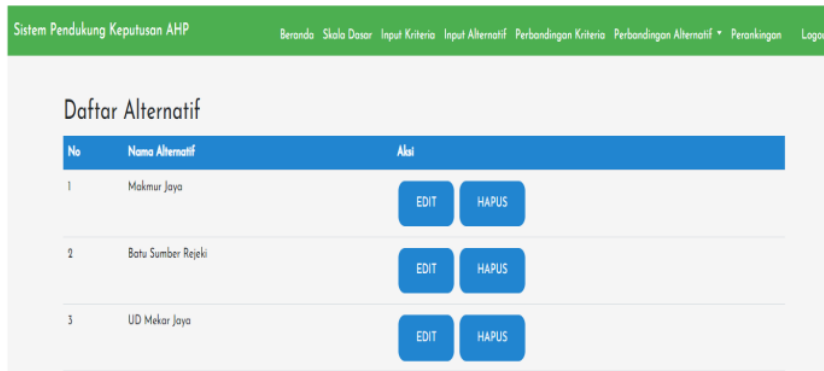 Sistem Pendukung Keputusan AHP Beranda Skala Dasar Input Kriteria Input Alternatif Perbandingan Kriteria Perbandingan Alternatif Perankingan Logou
Daftar Alternatif
No Nama Alternatif Aksi
1 Makmur Jaya EDIT HAPUS
2 Batu Sumber Rejeki EDIT HAPUS
3 UD Mekar Jaya EDIT HAPUS